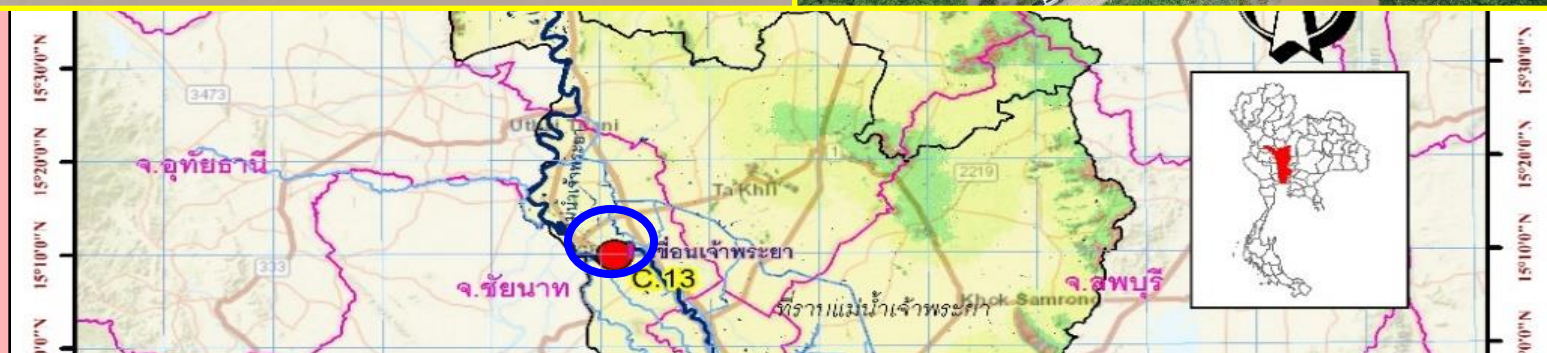 15°30'0"N
15°30'0"N
3473
Uthai Thani
15°20'0"N
1
15°20'0"N
จ.อุทัยธานี
2219
Ta Khli
แม่น้ำเจ้าพระยา
15°10'0"N
333
เขื่อนเจ้าพระยา
15°10'0"N
จ.ชัยนาท
C.13
จ.ลพบุรี
ที่ราบแม่น้ำเจ้าพระยา
Khok Samrong